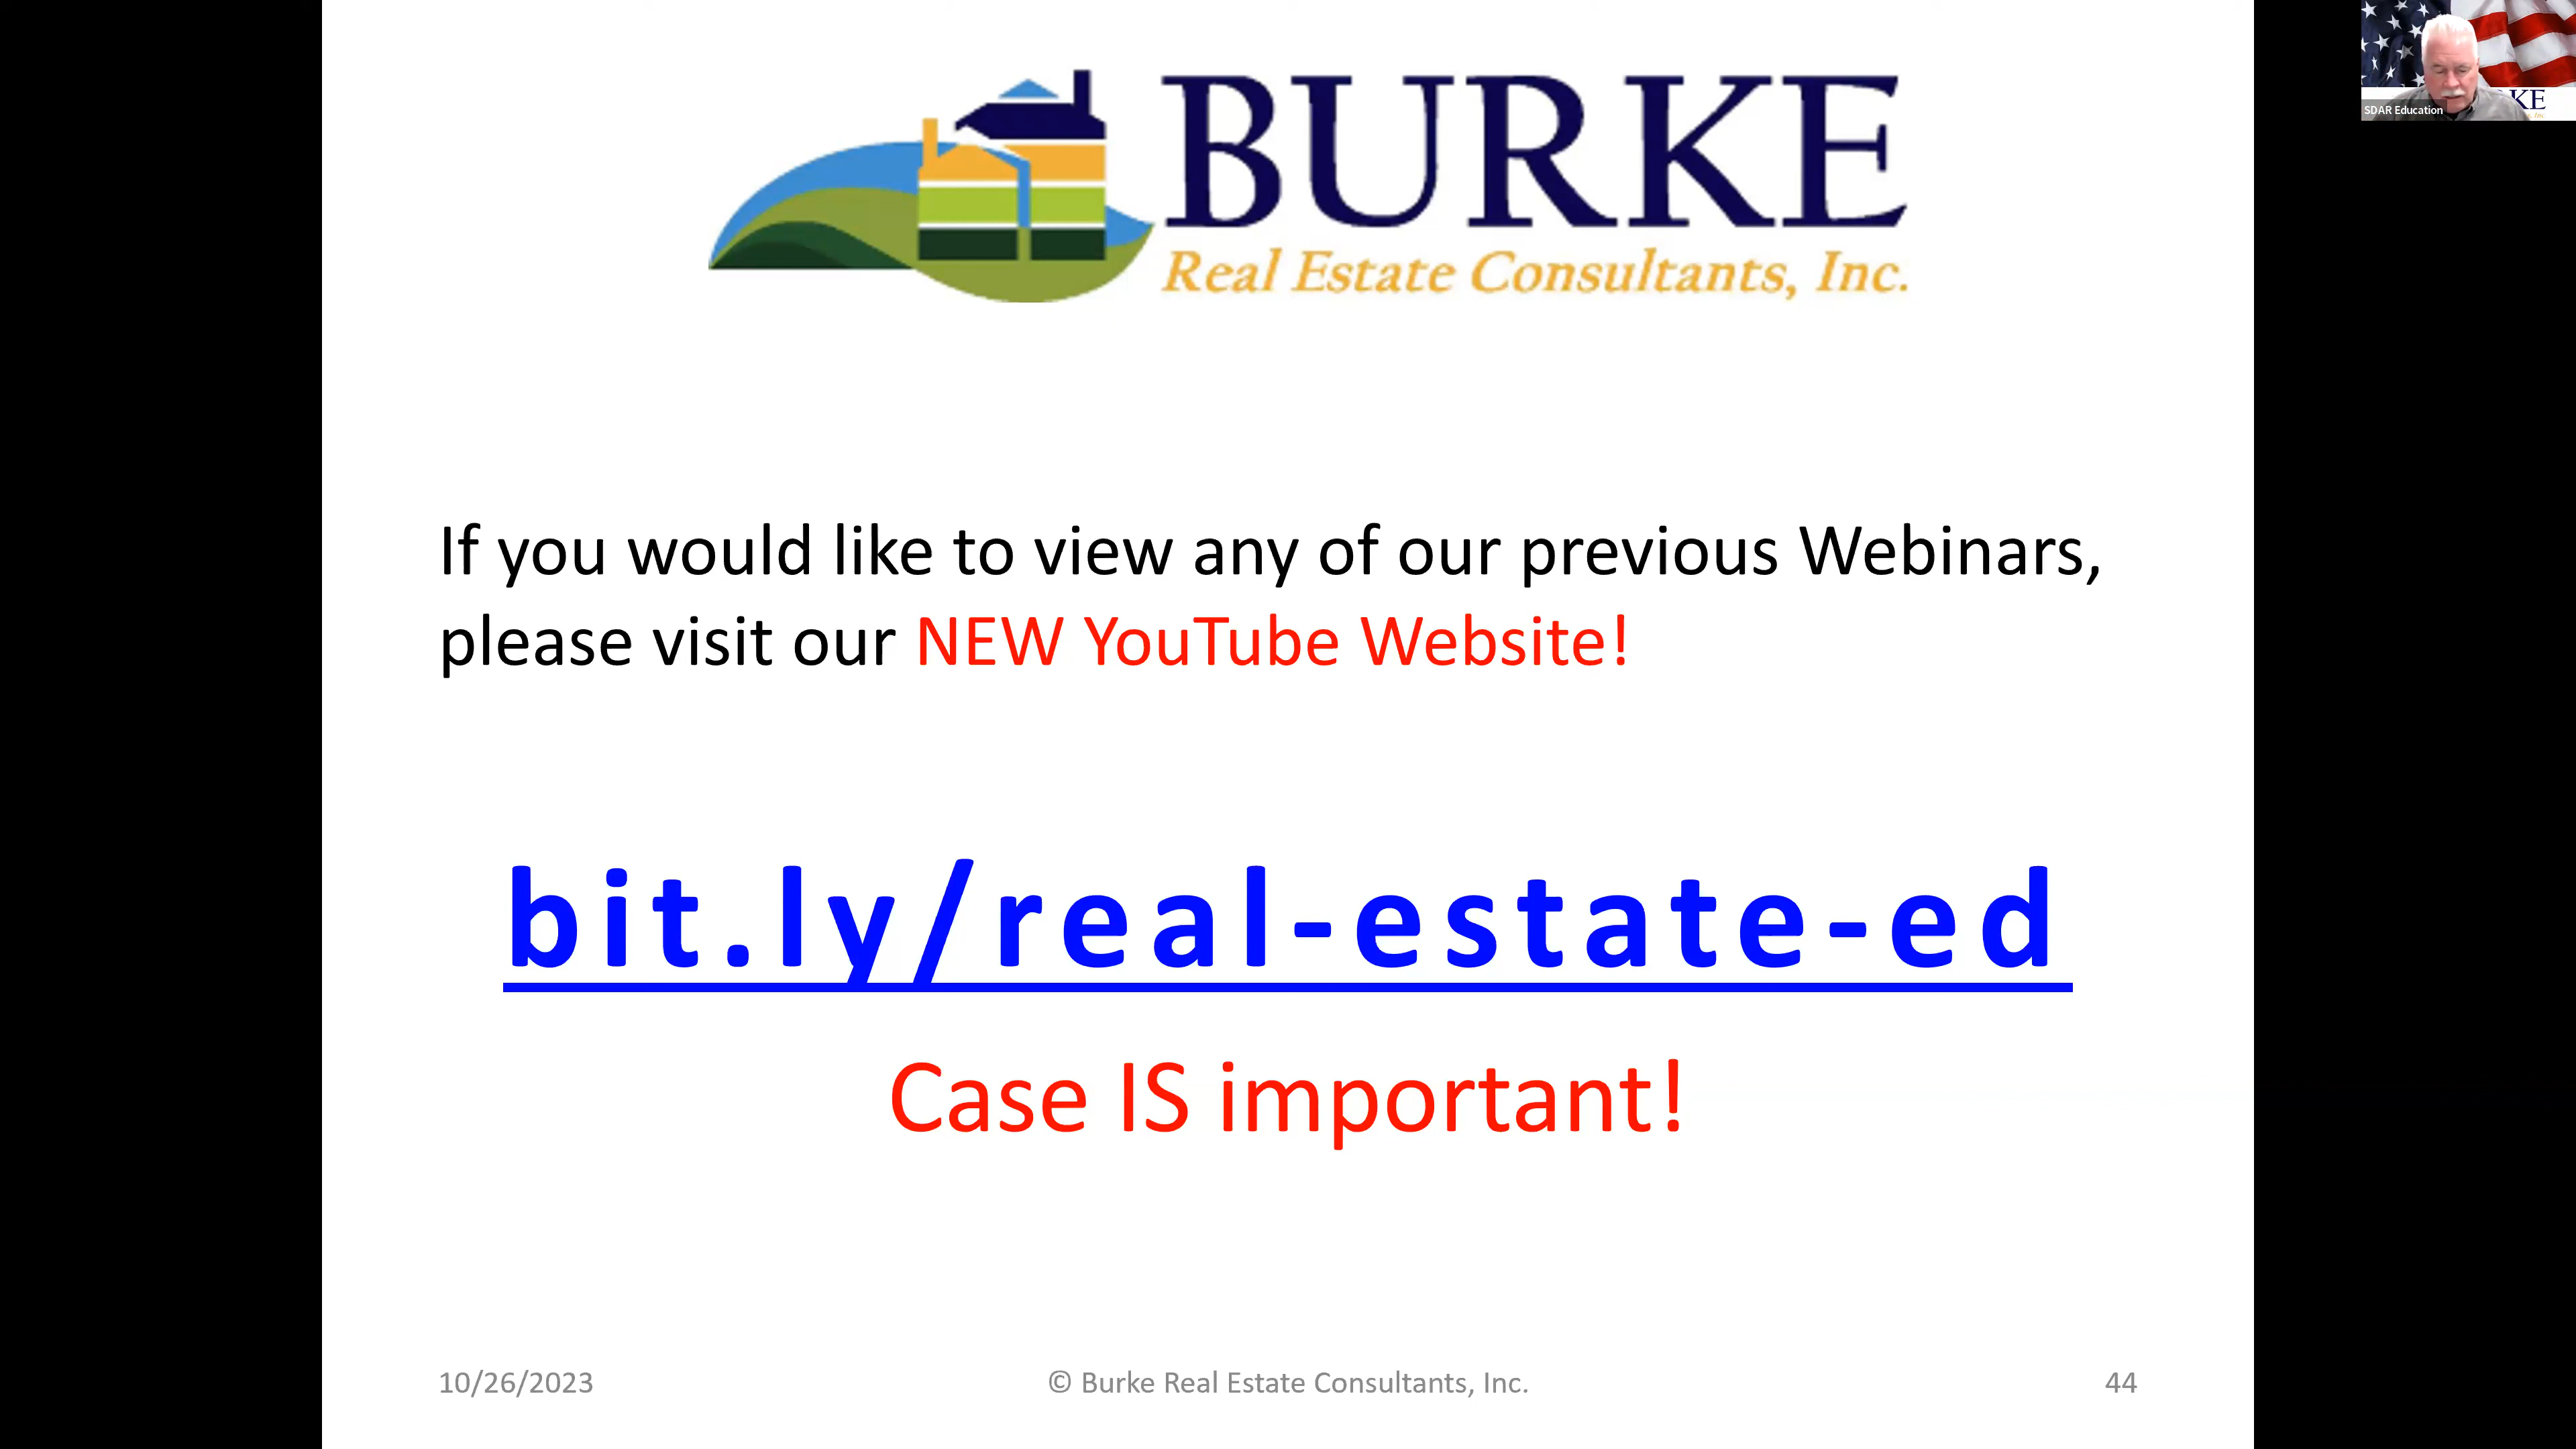 BURKE
Real Estate Consultants, Inc.
SDAR Education
KE
If you would like to view any of our previous Webinars,
please visit our NEW YouTube Website!
bit.ly/real-estate-ed
Case IS important!
10/26/2023
© Burke Real Estate Consultants, Inc.
44